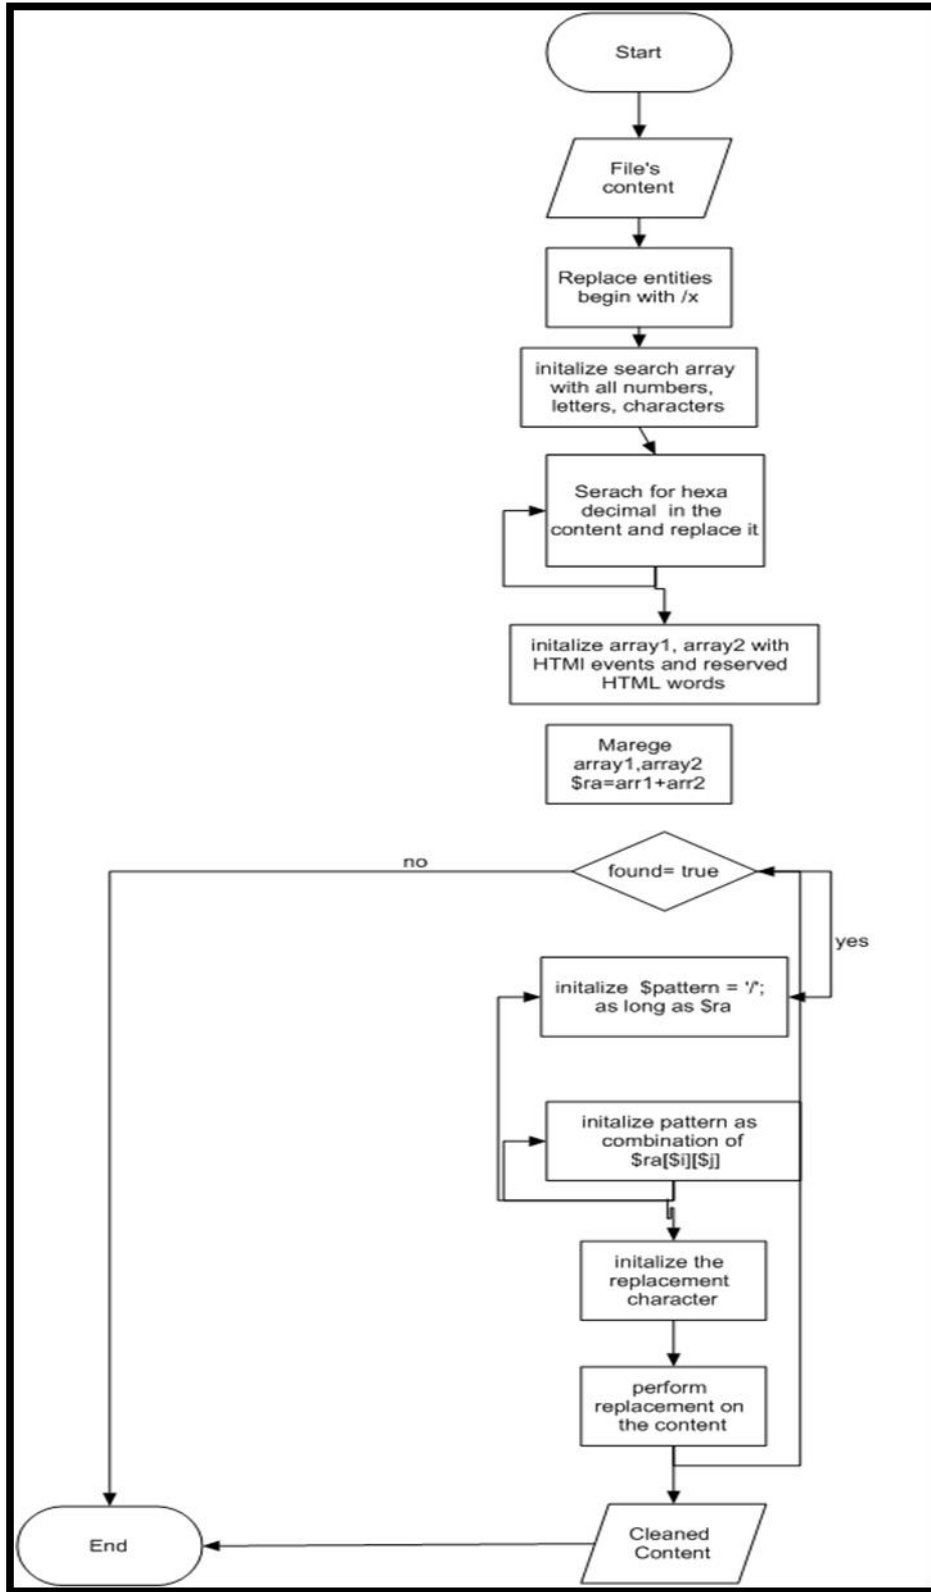 Start
File's
content
Replace entities
begin with /x
initalize search array
with all numbers,
letters, characters
Serach for hexa
decimal in the
content and replace it
initalize array1, array2 with
HTMl events and reserved
HTML words
Marege
array1,array2
$ra=arr1+arr2
no
found= true
yes
initalize $pattern = '/';
as long as $ra
initalize pattern as
combination of
$ra[$i][$j]
initalize the
replacement
character
perform
replacement on
the content
Cleaned
Content
End